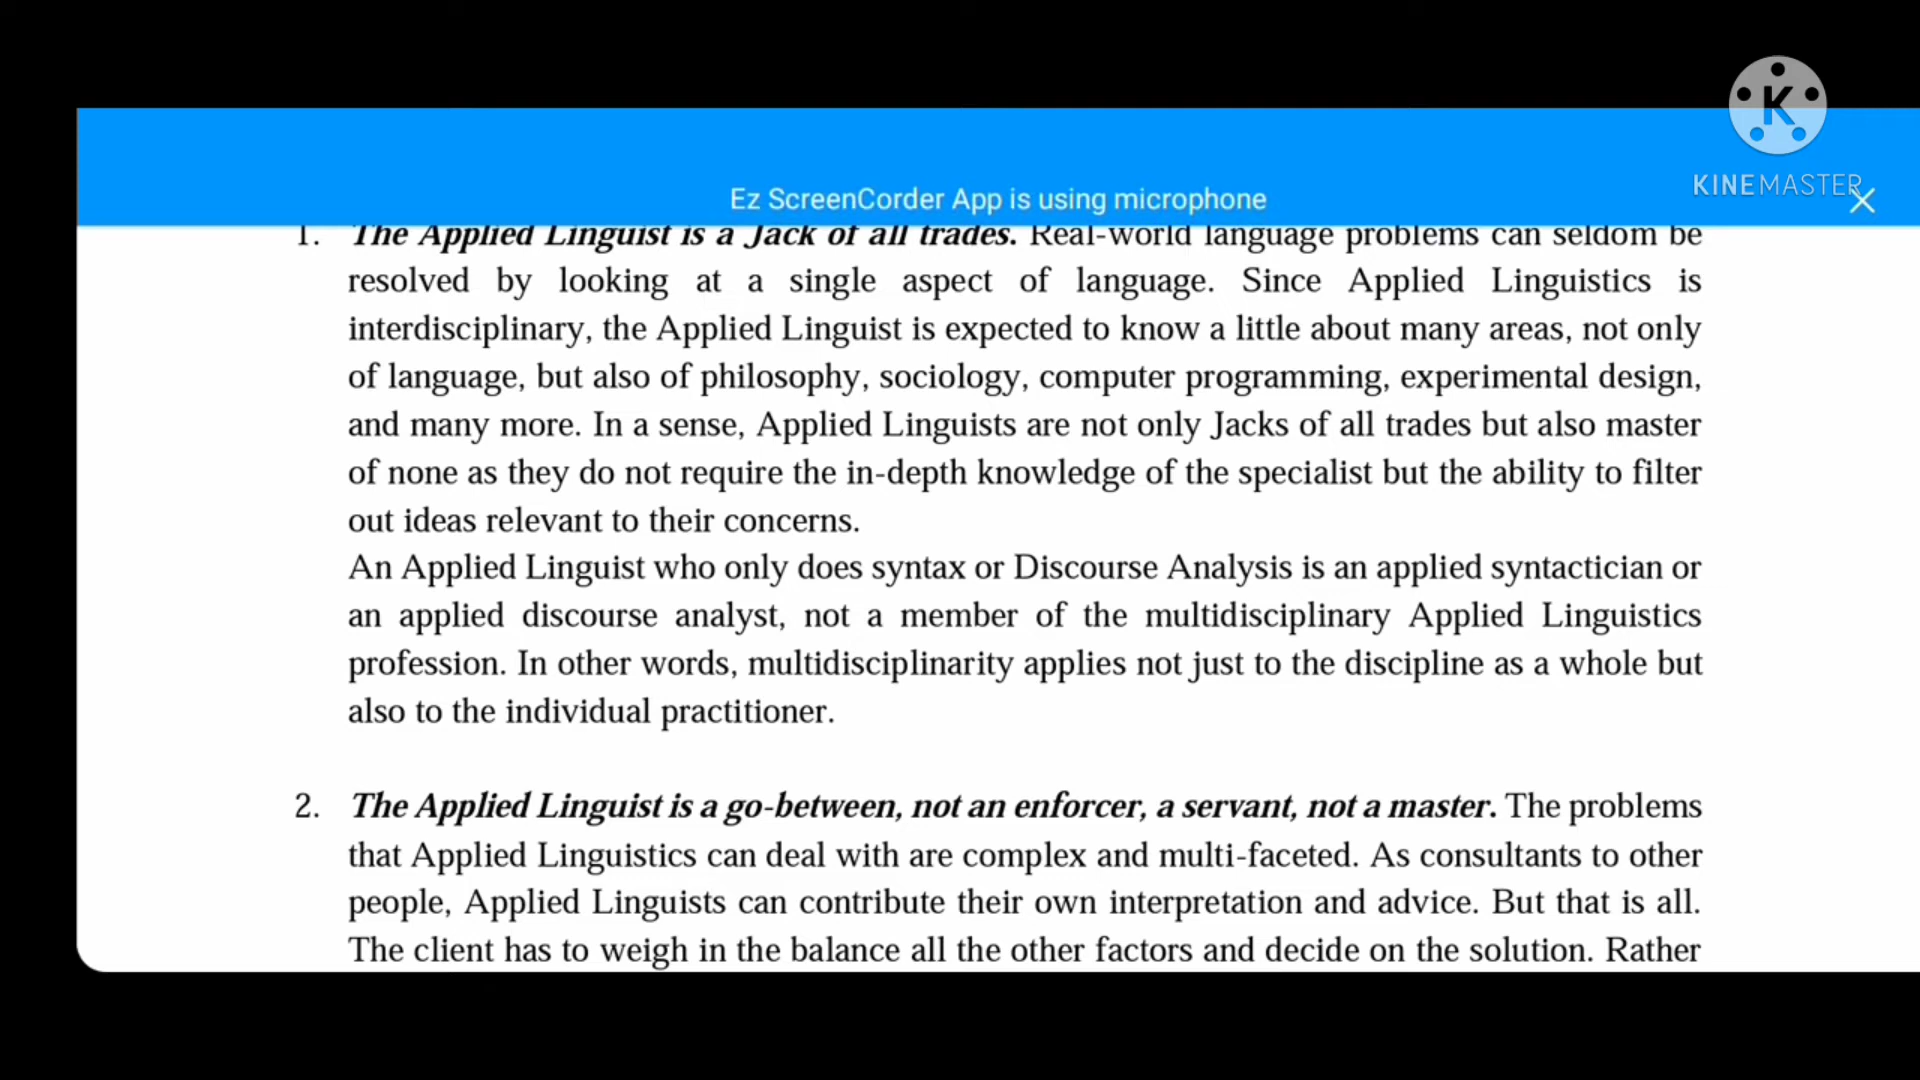 KINEMASTER
Ez ScreenCorder App is using microphone
1. The Applied Linguist is a Jack of all trades. Real-world language problems can seldom be
resolved by looking at a single aspect of language. Since Applied Linguistics is
interdisciplinary, the Applied Linguist is expected to know a little about many areas, not only
of language, but also of philosophy, sociology, computer programming, experimental design,
and many more. In a sense, Applied Linguists are not only Jacks of all trades but also master
of none as they do not require the in-depth knowledge of the specialist but the ability to filter
out ideas relevant to their concerns.
An Applied Linguist who only does syntax or Discourse Analysis is an applied syntactician or
an applied discourse analyst, not a member of the multidisciplinary Applied Linguistics
profession. In other words, multidisciplinarity applies not just to the discipline as a whole but
also to the individual practitioner.
2. The Applied Linguist is a go-between, not an enforcer, a servant, not a master. The problems
that Applied Linguistics can deal with are complex and multi-faceted. As consultants to other
people, Applied Linguists can contribute their own interpretation and advice. But that is all.
The client has to weigh in the balance all the other factors and decide on the solution. Rather